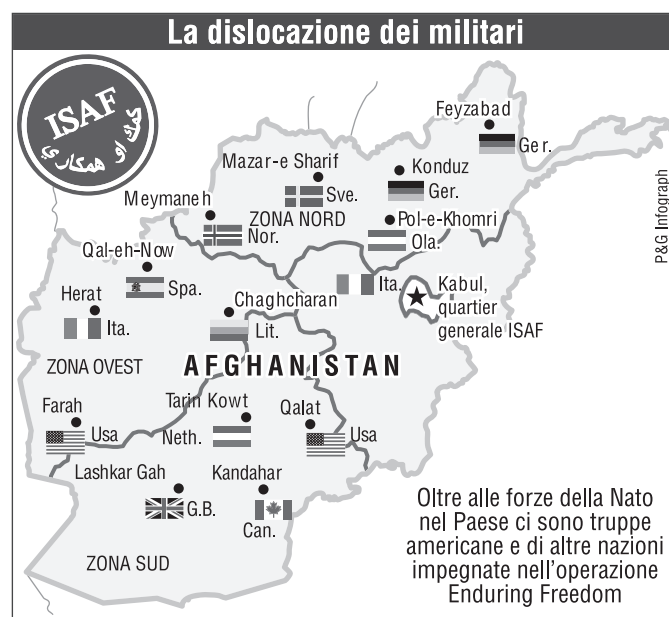 La dislocazione dei militari
ISAF
كمك او همكاري
Feyzabad
Ger.
Mazar-e Sharif
Konduz
Sve.
Ger.
Meymaneh
ZONA NORD
Nor.
Pol-e-Khomri
Ola.
Qal-eh-Now
Spa.
Ita.
Kabul,
quartier
generale ISAF
Herat
Ita.
Chaghcharan
Lit.
ZONA OVEST
AFGHANISTAN
Farah
Usa
Tarin Kowt
Neth.
Qalat
Usa
Lashkar Gah
G.B.
Kandahar
Can.
ZONA SUD
Oltre alle forze della Nato
nel Paese ci sono truppe
americane e di altre nazioni
impegnate nell'operazione
Enduring Freedom
P&G Infograph